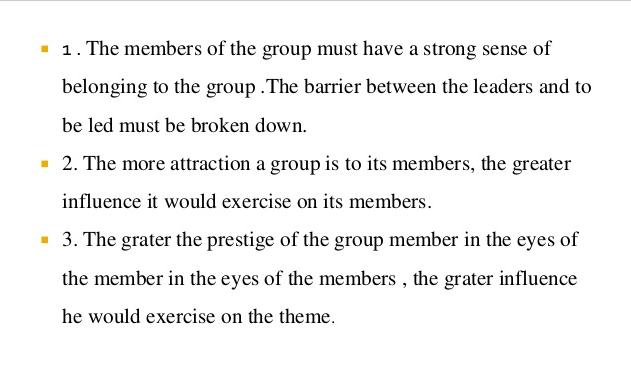 1 . The members of the group must have a strong sense of
belonging to the group .The barrier between the leaders and to
be led must be broken down.
2. The more attraction a group is to its members, the greater
influence it would exercise on its members.
3. The grater the prestige of the group member in the eyes of
the member in the eyes of the members , the grater influence
he would exercise on the theme.